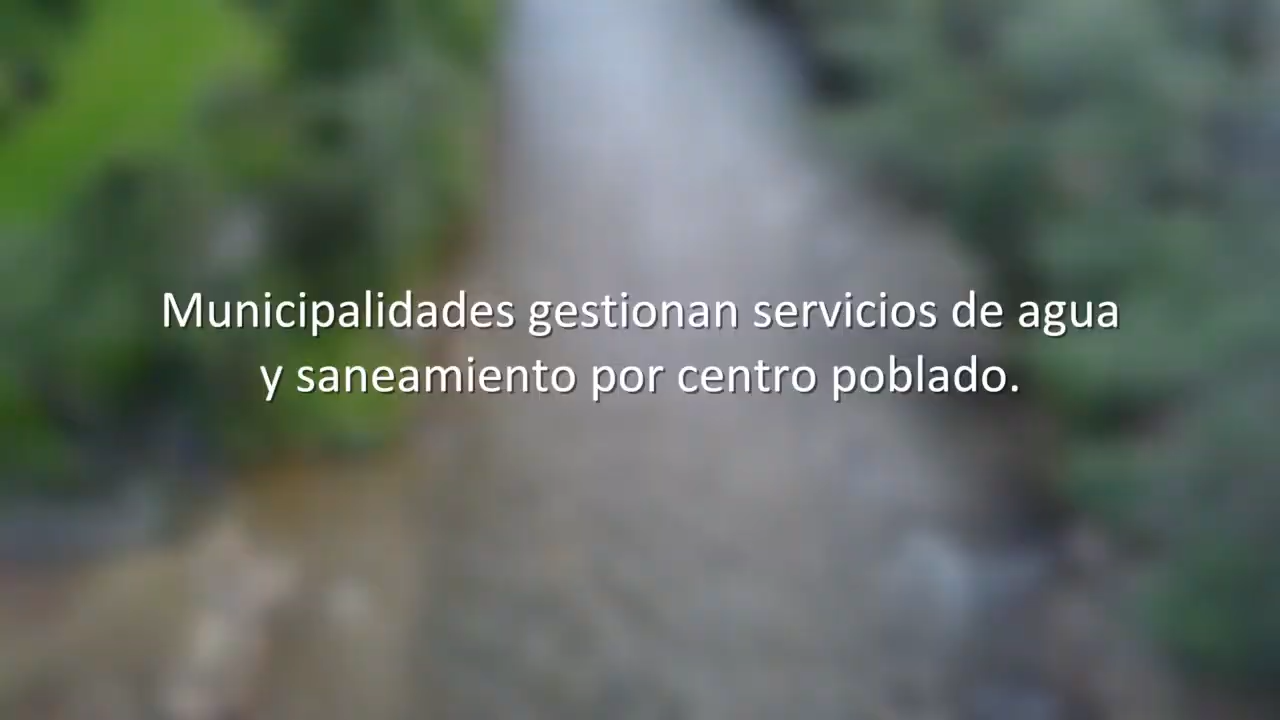 Municipalidades gestionan servicios de agua
y saneamiento por centro poblado.